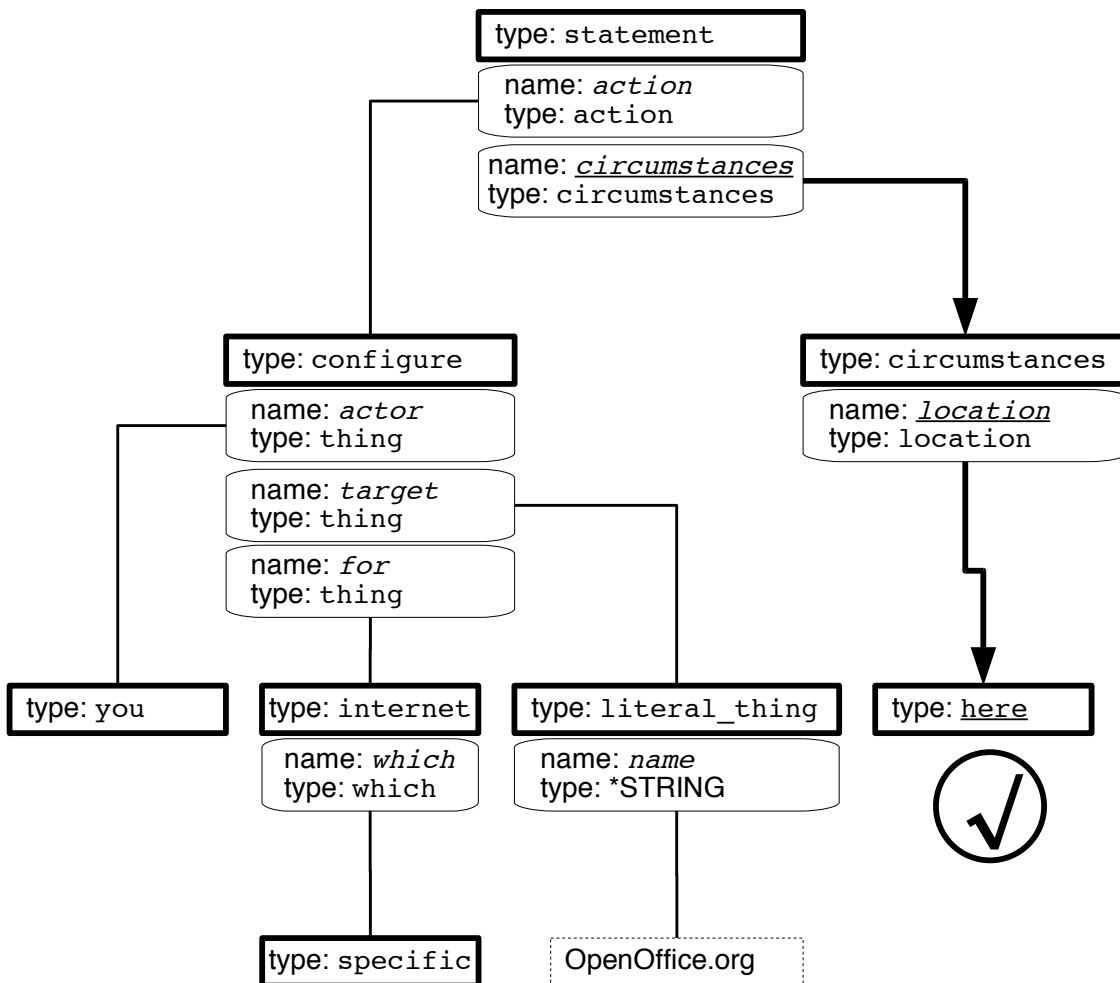 type: statement
name: action
type: action
name: circumstances
type: circumstances
type: configure
type: circumstances
name: actor
type: thing
name: location
type: location
name: target
type: thing
name: for
type: thing
type: you
type: internet
type: literal_thing
type: here
name: which
type: which
name: name
type: *STRING
type: specific
OpenOffice.org